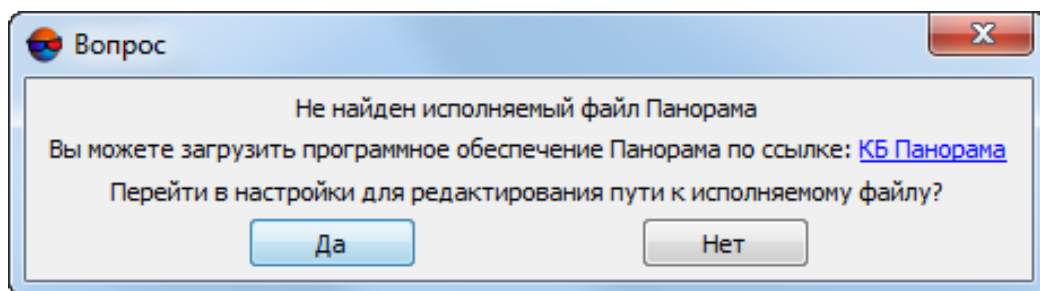 Вопрос
Не найден исполняемый файл Панорама
Вы можете загрузить программное обеспечение Панорама по ссылке: КБ Панорама
Перейти в настройки для редактирования пути к исполняемому файлу?
Да Нет